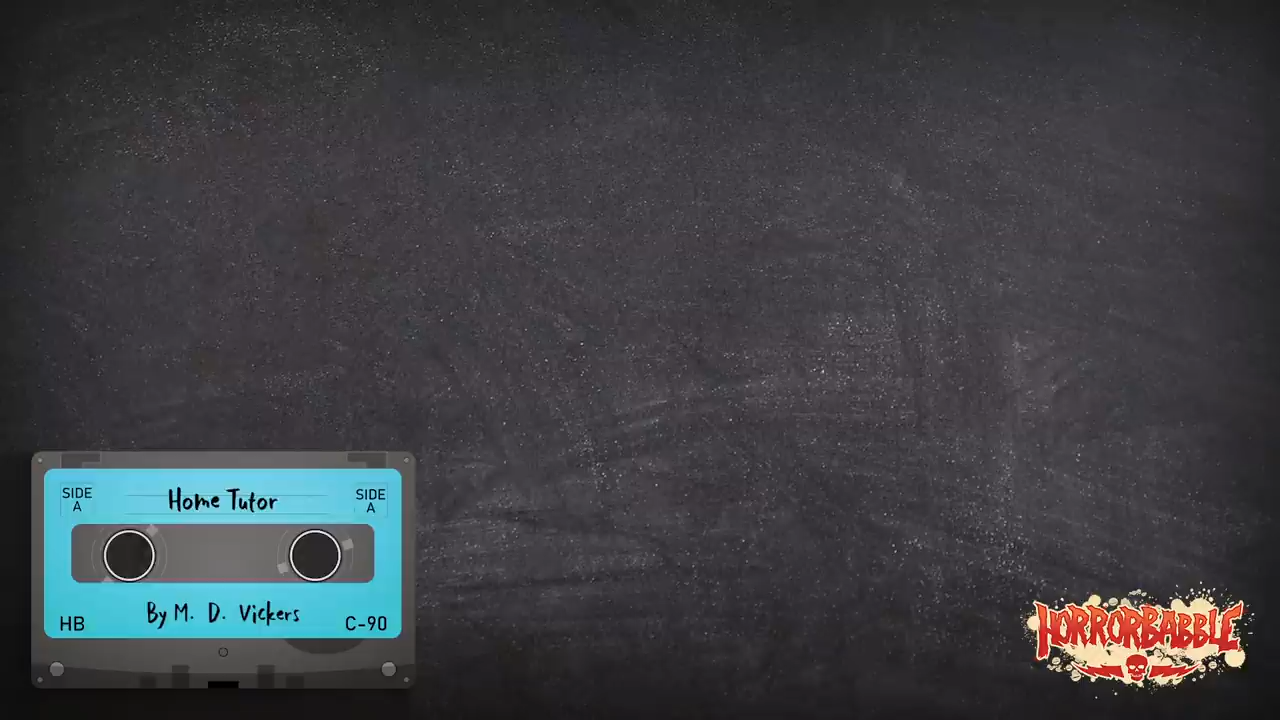 SIDE A
Home Tutor
SIDE A
By M. D. Vickers
HB
C-90
HORRORBABBLE